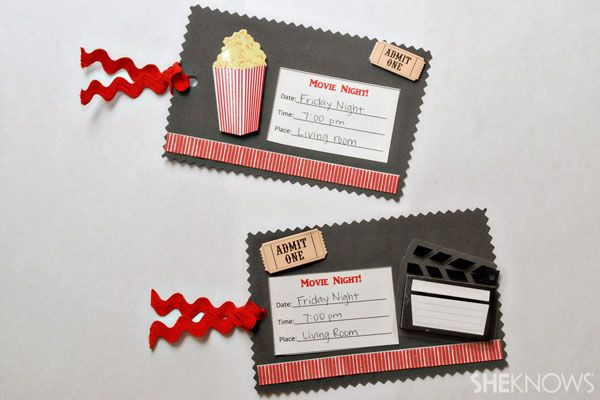 ADMIT
ONE
MOVIE NIGHT!
Date: Friday Night
Time: 7:00 pm
Place: Living room
ADMIT
ONE
MOVIE NIGHT!
Date: Friday Night
Time: 7:00 pm
Place: Living Room
SHEKNOWS